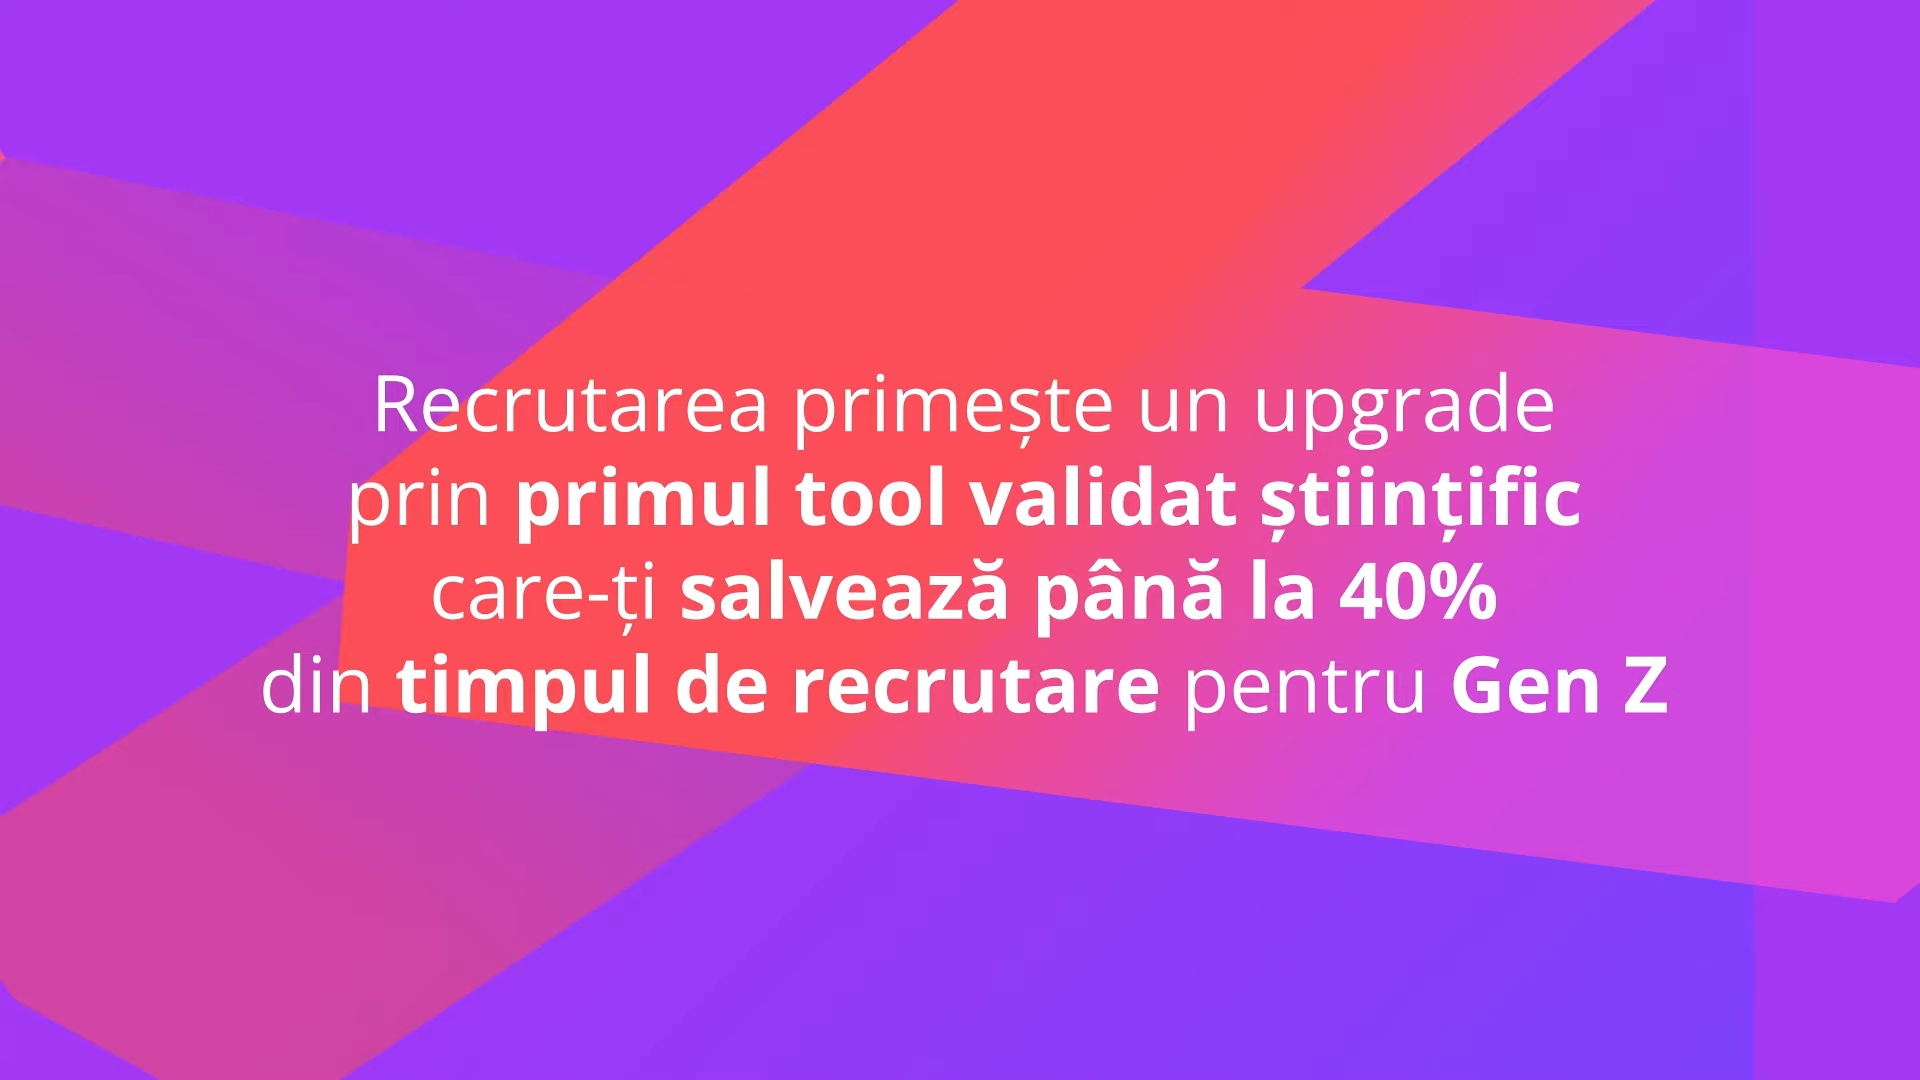 Recrutarea primește un upgrade
prin primul tool validat științific
care-ți salvează până la 40%
din timpul de recrutare pentru Gen Z